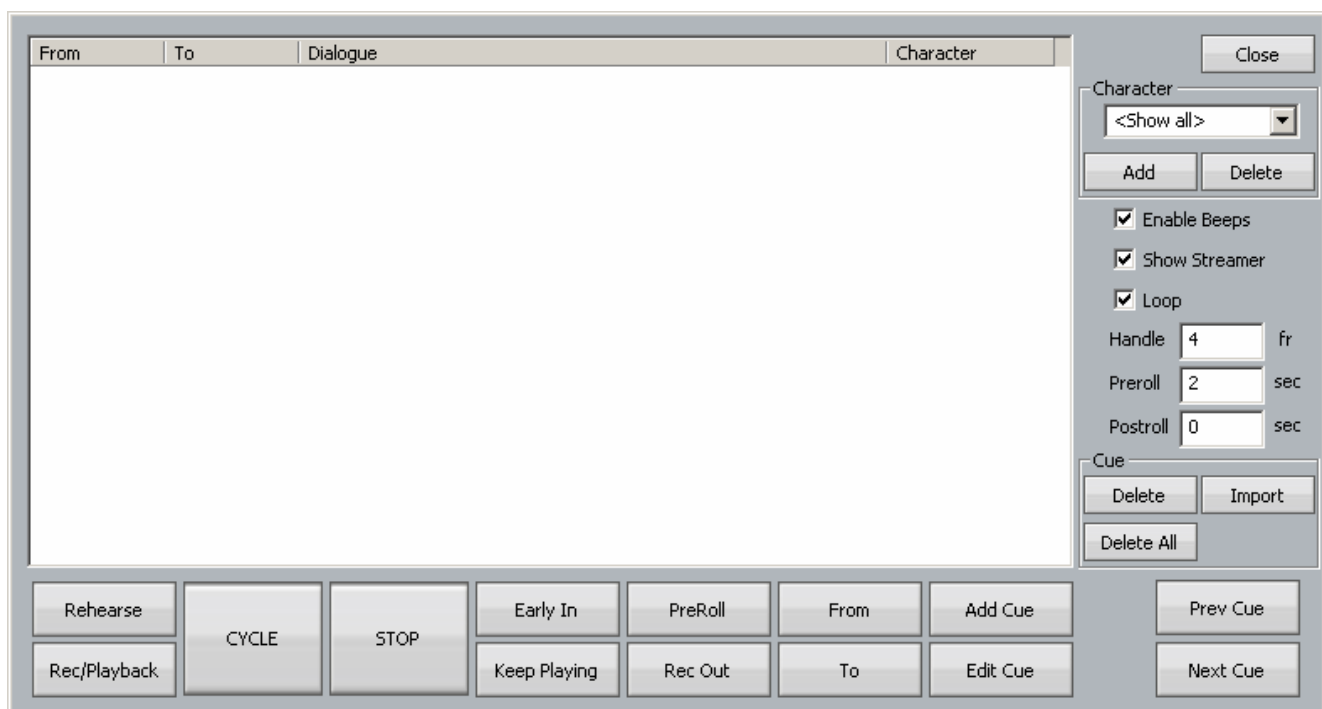 From To Dialogue Character
Close
Character
<Show all>
Add Delete
Enable Beeps
Show Streamer
Loop
Handle 4 fr
Preroll 2 sec
Postroll 0 sec
Cue
Delete Import
Delete All
Rehearse CYCLE STOP Early In PreRoll From Add Cue Prev Cue
Rec/Playback Keep Playing Rec Out To Edit Cue Next Cue